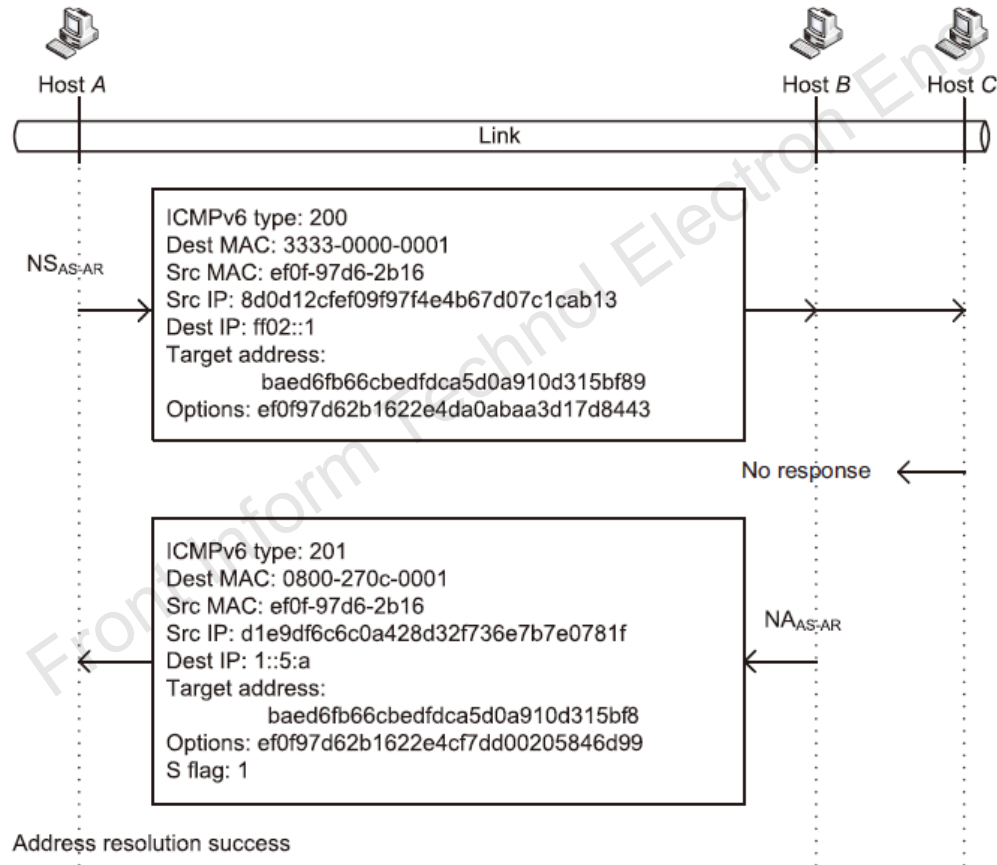 Host A
Host B
Host C
Link
NSAS-AR
ICMPv6 type: 200
Dest MAC: 3333-0000-0001
Src MAC: ef0f-97d6-2b16
Src IP: 8d0d12cfef09f97f4e4b67d07c1cab13
Dest IP: ff02::1
Target address:
baed6fb66cbedfdca5d0a910d315bf89
Options: ef0f97d62b1622e4da0abaa3d17d8443
No response
ICMPv6 type: 201
Dest MAC: 0800-270c-0001
Src MAC: ef0f-97d6-2b16
Src IP: d1e9df6c6c0a428d32f736e7b7e0781f
Dest IP: 1::5:a
Target address:
baed6fb66cbedfdca5d0a910d315bf8
Options: ef0f97d62b1622e4cf7dd00205846d99
S flag: 1
NAAS-AR
Address resolution success
Front Inform Technol Electron Eng